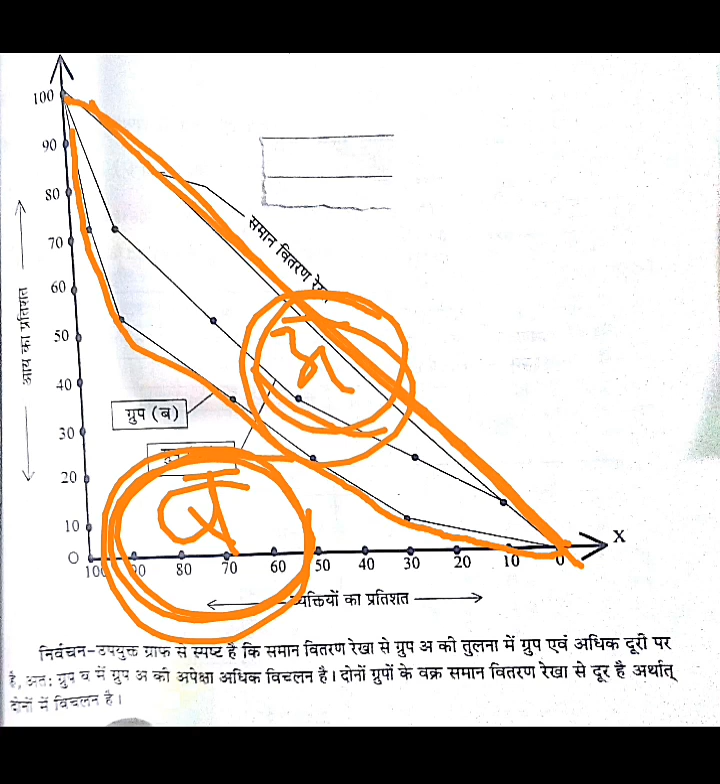 100
90
80
70
60
50
40
30
20
10
O
आय का प्रतिशत
समान वितरण
ग्रुप (ब)
अ
ब
X
80 70 60 50 40 30 20 10 0
व्यक्तियों का प्रतिशत
निर्वचन-उपयुक्त ग्राफ से स्पष्ट है कि समान वितरण रेखा से ग्रुप अ की तुलना में ग्रुप एवं अधिक दूरी पर
है, अतः ग्रुप व में ग्रुप अ की अपेक्षा अधिक विचलन है। दोनों ग्रुपों के वक्र समान वितरण रेखा से दूर है अर्थात्
दोनों में विचलन है।